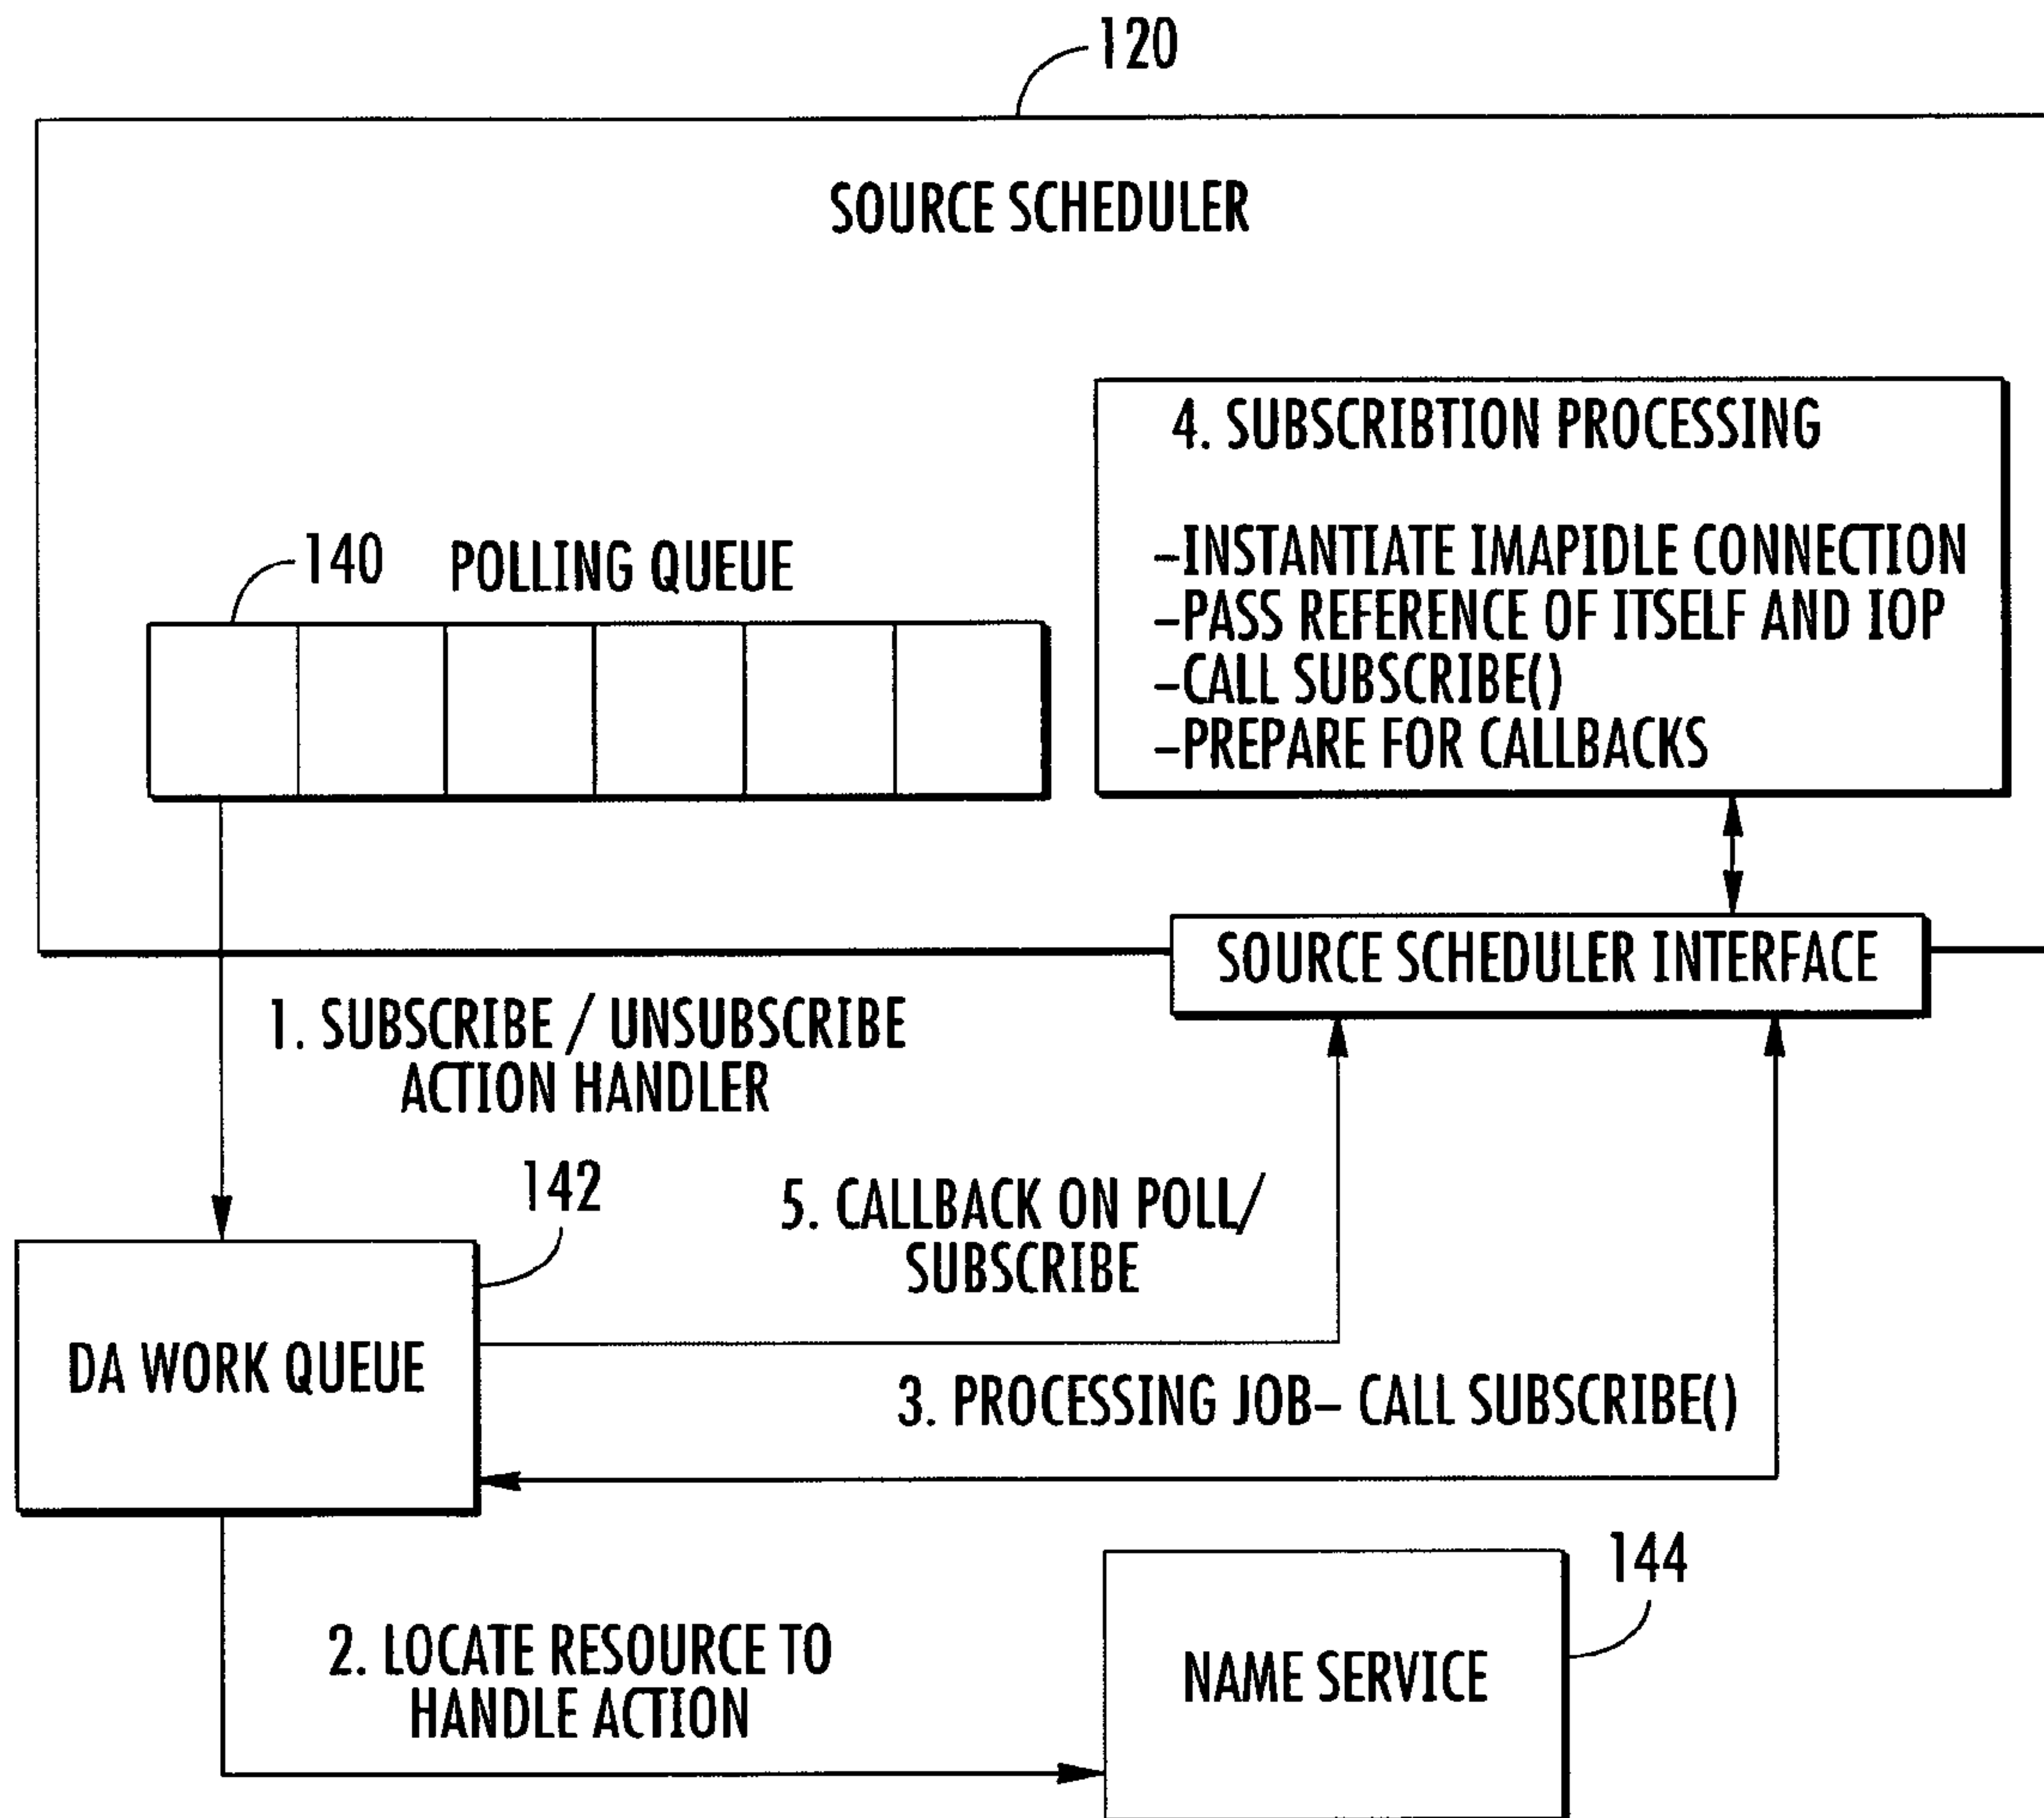 120
SOURCE SCHEDULER
4. SUBSCRIBTION PROCESSING
–INSTANTIATE IMAPIDLE CONNECTION
–PASS REFERENCE OF ITSELF AND IOP
–CALL SUBSCRIBE()
–PREPARE FOR CALLBACKS
140
POLLING QUEUE
SOURCE SCHEDULER INTERFACE
1. SUBSCRIBE / UNSUBSCRIBE
ACTION HANDLER
142
5. CALLBACK ON POLL/
SUBSCRIBE
DA WORK QUEUE
3. PROCESSING JOB– CALL SUBSCRIBE()
144
2. LOCATE RESOURCE TO
HANDLE ACTION
NAME SERVICE